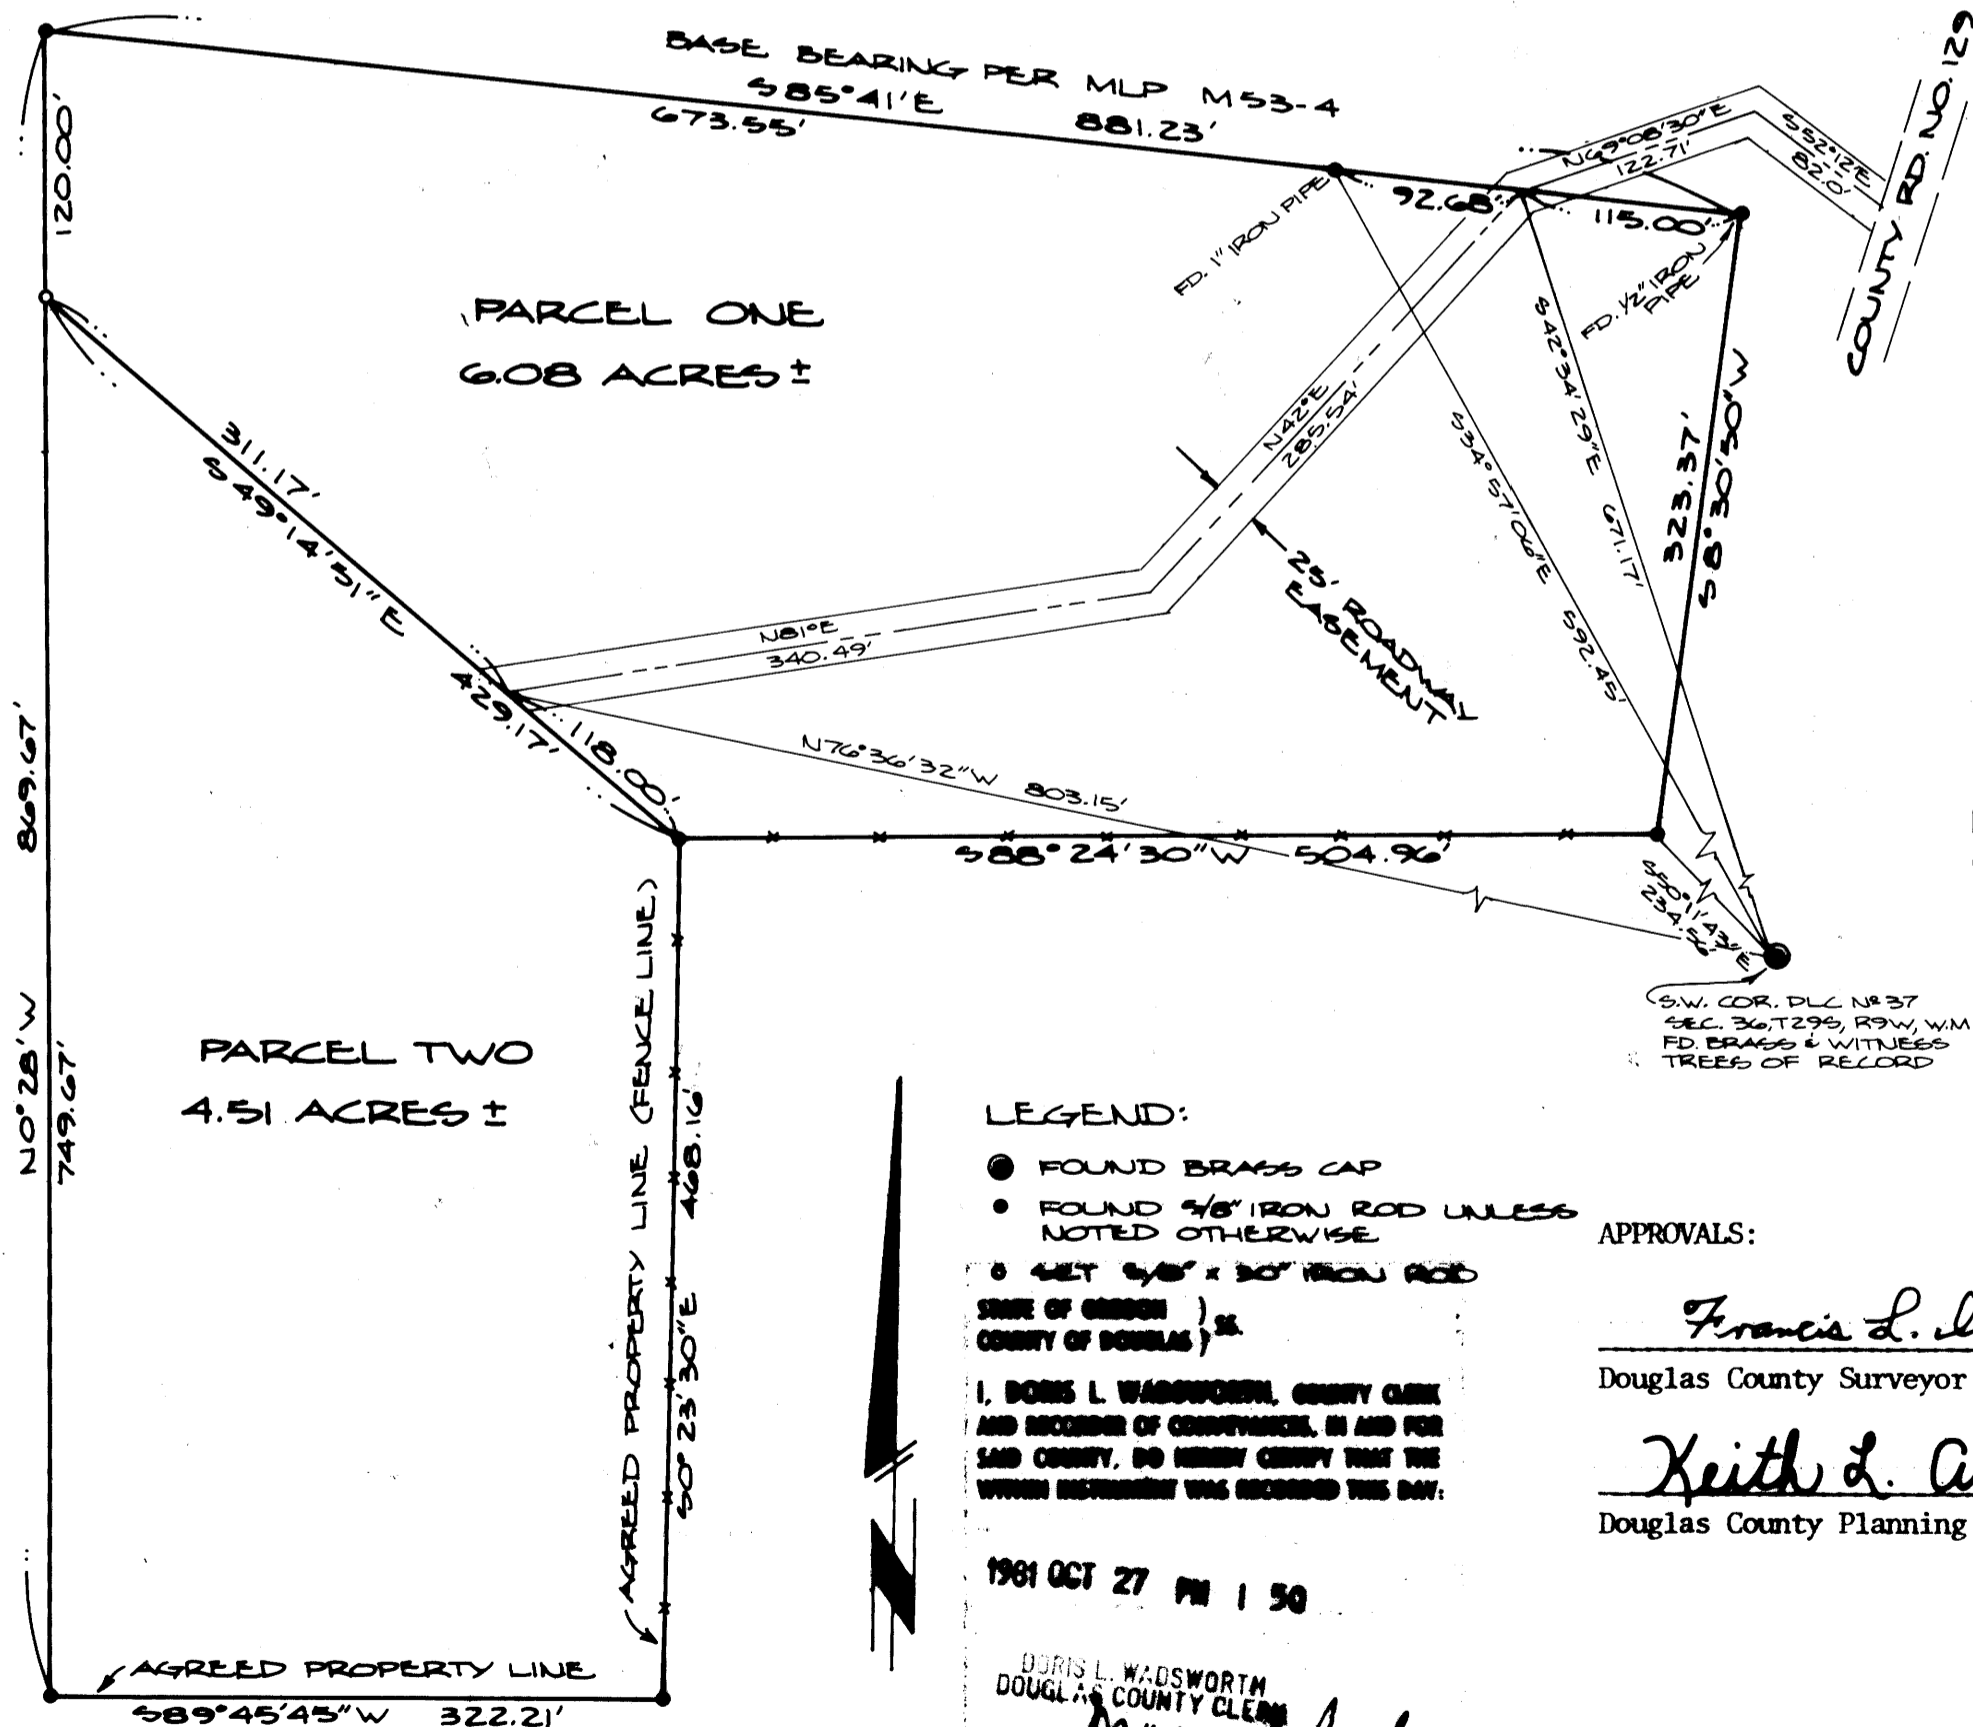 BASE BEARING PER MLP M53-4
S85°41'E
673.55' 881.23'
120.00'
N69°08'30"E
122.71'
S52°12'E
82.0'
COUNTY RD. NO. 129
92.68'
115.00'
FD. 1" IRON PIPE
FD. 1/2" IRON
PIPE
PARCEL ONE
6.08 ACRES ±
N42°E
285.54'
S42°34'29"E 671.17'
S34°57'06"E 592.45'
323.37'
S8°30'50"W
311.17'
S49°14'51"E
25' ROADWAY
EASEMENT
N81°E
340.49'
429.17'
118.00'
N76°36'32"W 803.15'
S88°24'30"W 504.96'
S50°11'43"E
234.56'
S.W. COR. DLC Nº 37
SEC. 36, T29S, R9W, W.M
FD. BRASS & WITNESS
TREES OF RECORD
N0°28'W 869.67'
749.67'
PARCEL TWO
4.51 ACRES ±
AGREED PROPERTY LINE (FENCE LINE)
S0°23'30"E 468.16'
AGREED PROPERTY LINE
S89°45'45"W 322.21'
N
LEGEND:
FOUND BRASS CAP
FOUND 5/8" IRON ROD UNLESS
NOTED OTHERWISE
SET 5/8" x 30" IRON ROD
STATE OF OREGON ) SS.
COUNTY OF DOUGLAS )
I, DORIS L. WADSWORTH, COUNTY CLERK
AND RECORDER OF CONVEYANCES, IN AND FOR
SAID COUNTY, DO HEREBY CERTIFY THAT THE
WITHIN INSTRUMENT WAS RECORDED THIS DAY:
1981 OCT 27 PM 1 50
DORIS L. WADSWORTH
DOUGLAS COUNTY CLERK
APPROVALS:
Francis L.
Douglas County Surveyor
Keith L.
Douglas County Planning